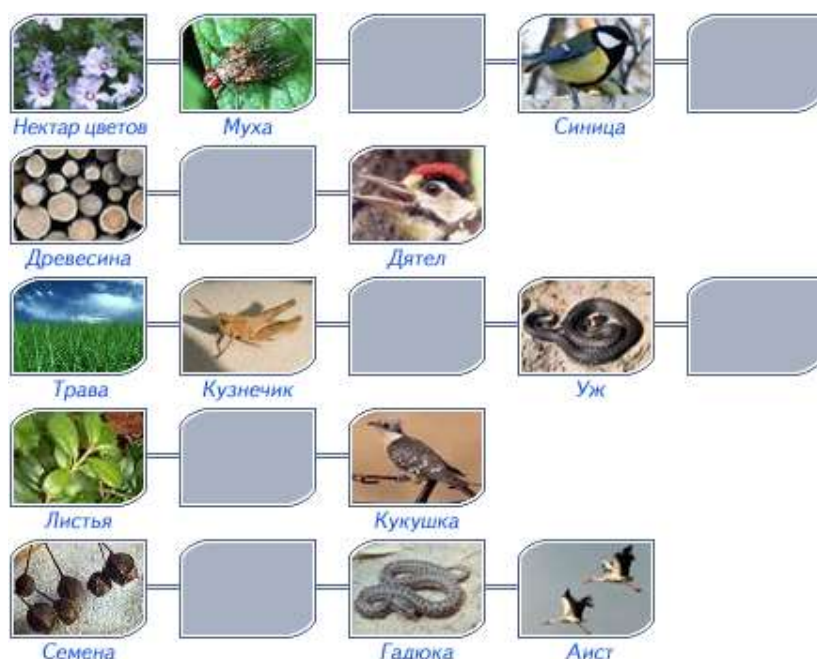 Нектар цветов Муха Синица
Древесина Дятел
Трава Кузнечик Уж
Листья Кукушка
Семена Гадюка Аист